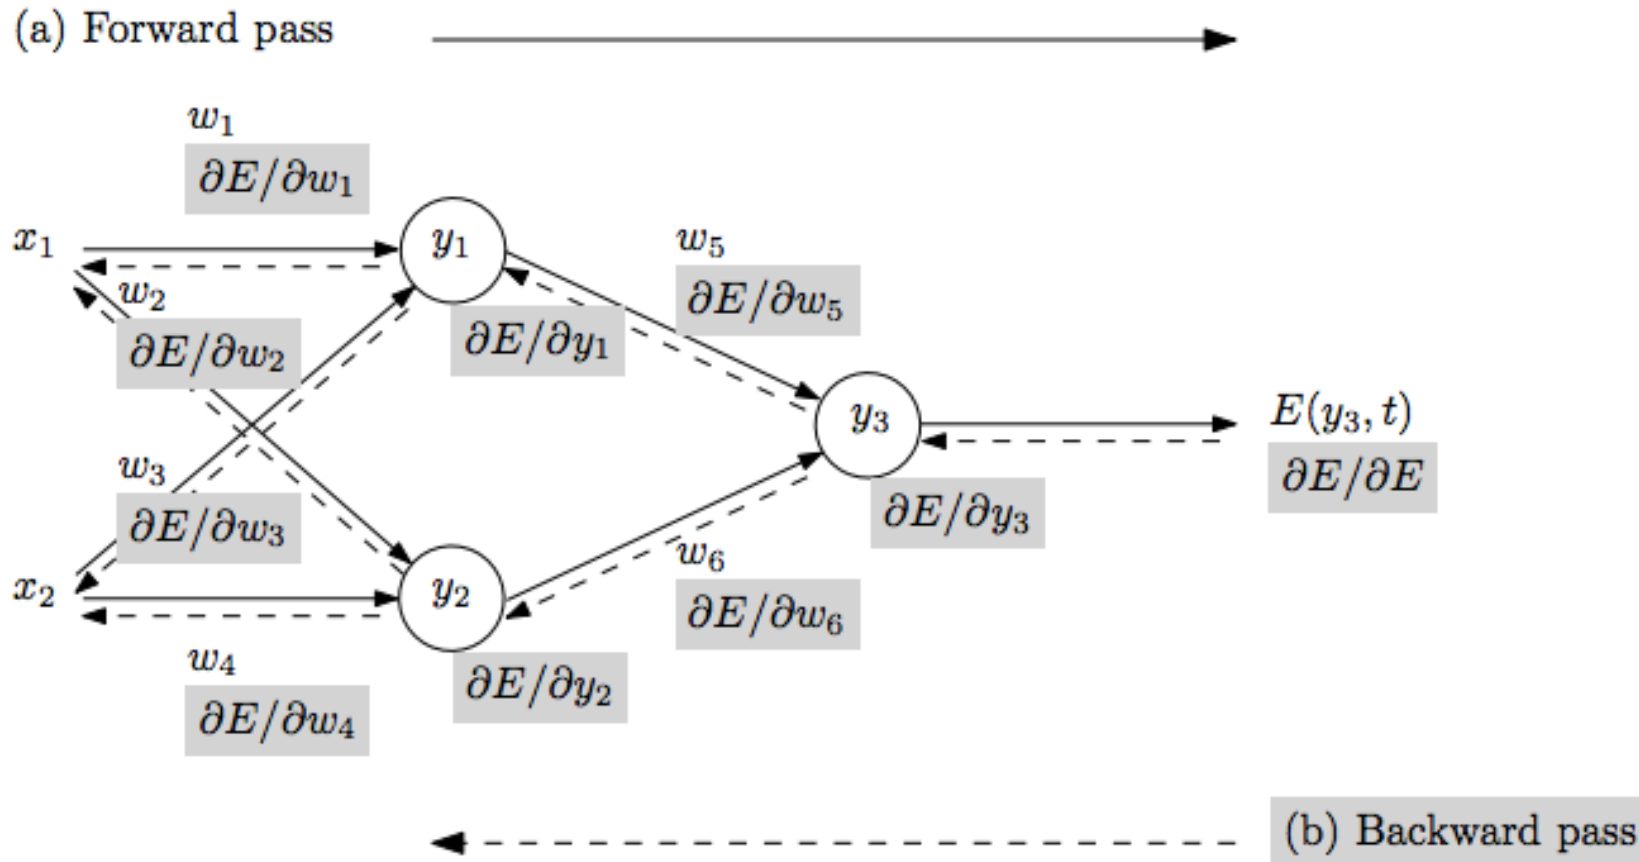 (a) Forward pass
w₁
∂E/∂w₁
x₁
y₁
w₅
∂E/∂w₅
w₂
∂E/∂w₂
∂E/∂y₁
y₃
E(y₃, t)
∂E/∂E
w₃
∂E/∂w₃
∂E/∂y₃
x₂
y₂
w₆
∂E/∂w₆
w₄
∂E/∂w₄
∂E/∂y₂
(b) Backward pass